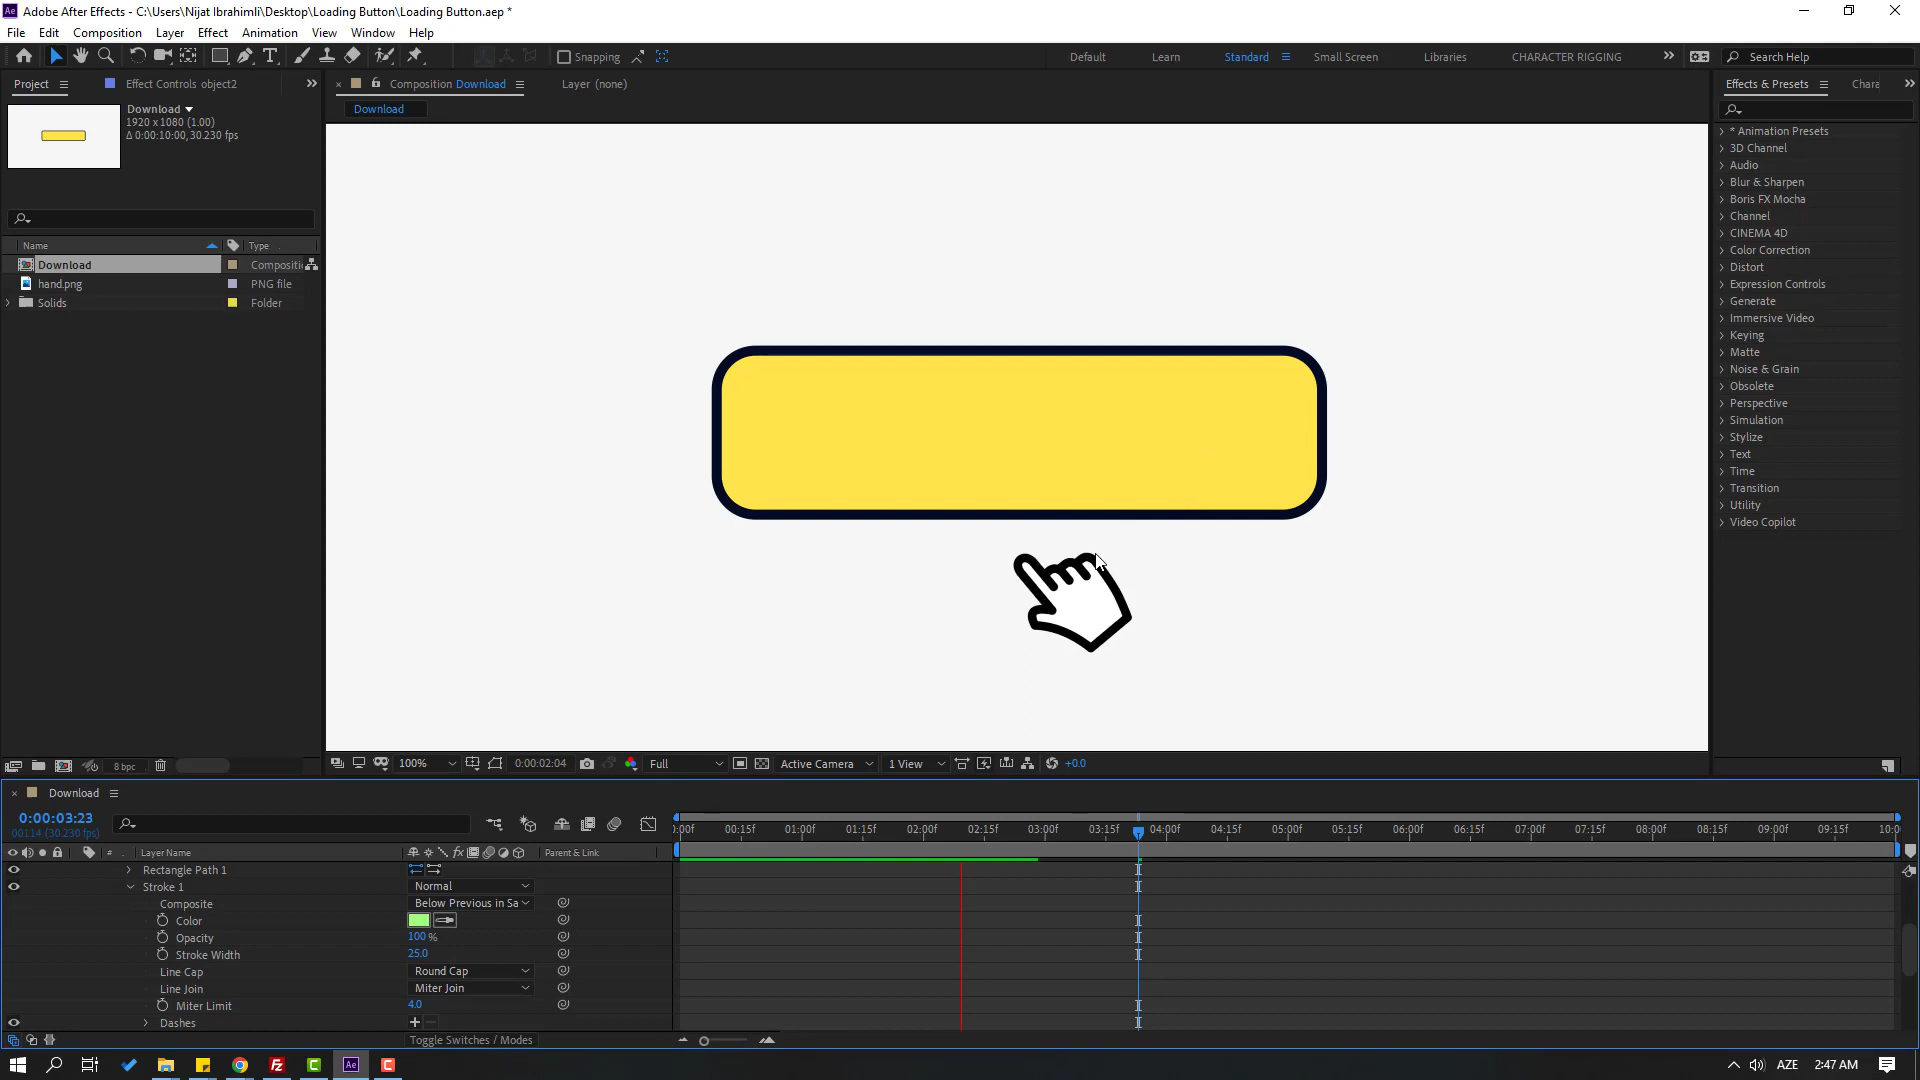 Adobe After Effects - C:\Users\Nijat Ibrahimli\Desktop\Loading Button\Loading Button.aep *
File Edit Composition Layer Effect Animation View Window Help
Snapping Default Learn Standard Small Screen Libraries CHARACTER RIGGING Search Help
Project Effect Controls object2
Composition Download Layer (none)
Effects & Presets Chara
Download
1920 x 1080 (1.00)
Δ 0:00:10:00, 30.230 fps
Download
Name Type
Download Compositi
hand.png PNG file
Solids Folder
* Animation Presets
3D Channel
Audio
Blur & Sharpen
Boris FX Mocha
Channel
CINEMA 4D
Color Correction
Distort
Expression Controls
Generate
Immersive Video
Keying
Matte
Noise & Grain
Obsolete
Perspective
Simulation
Stylize
Text
Time
Transition
Utility
Video Copilot
8 bpc
100% 0:00:02:04 Full Active Camera 1 View +0.0
Download
0:00:03:23
00114 (30.230 fps)
):00f 00:15f 01:00f 01:15f 02:00f 02:15f 03:00f 03:15f 04:00f 04:15f 05:00f 05:15f 06:00f 06:15f 07:00f 07:15f 08:00f 08:15f 09:00f 09:15f 10:0
# Layer Name Parent & Link
Rectangle Path 1
Stroke 1 Normal
Composite Below Previous in Sa
Color
Opacity 100 %
Stroke Width 25.0
Line Cap Round Cap
Line Join Miter Join
Miter Limit 4.0
Dashes + −
Toggle Switches / Modes
AZE 2:47 AM